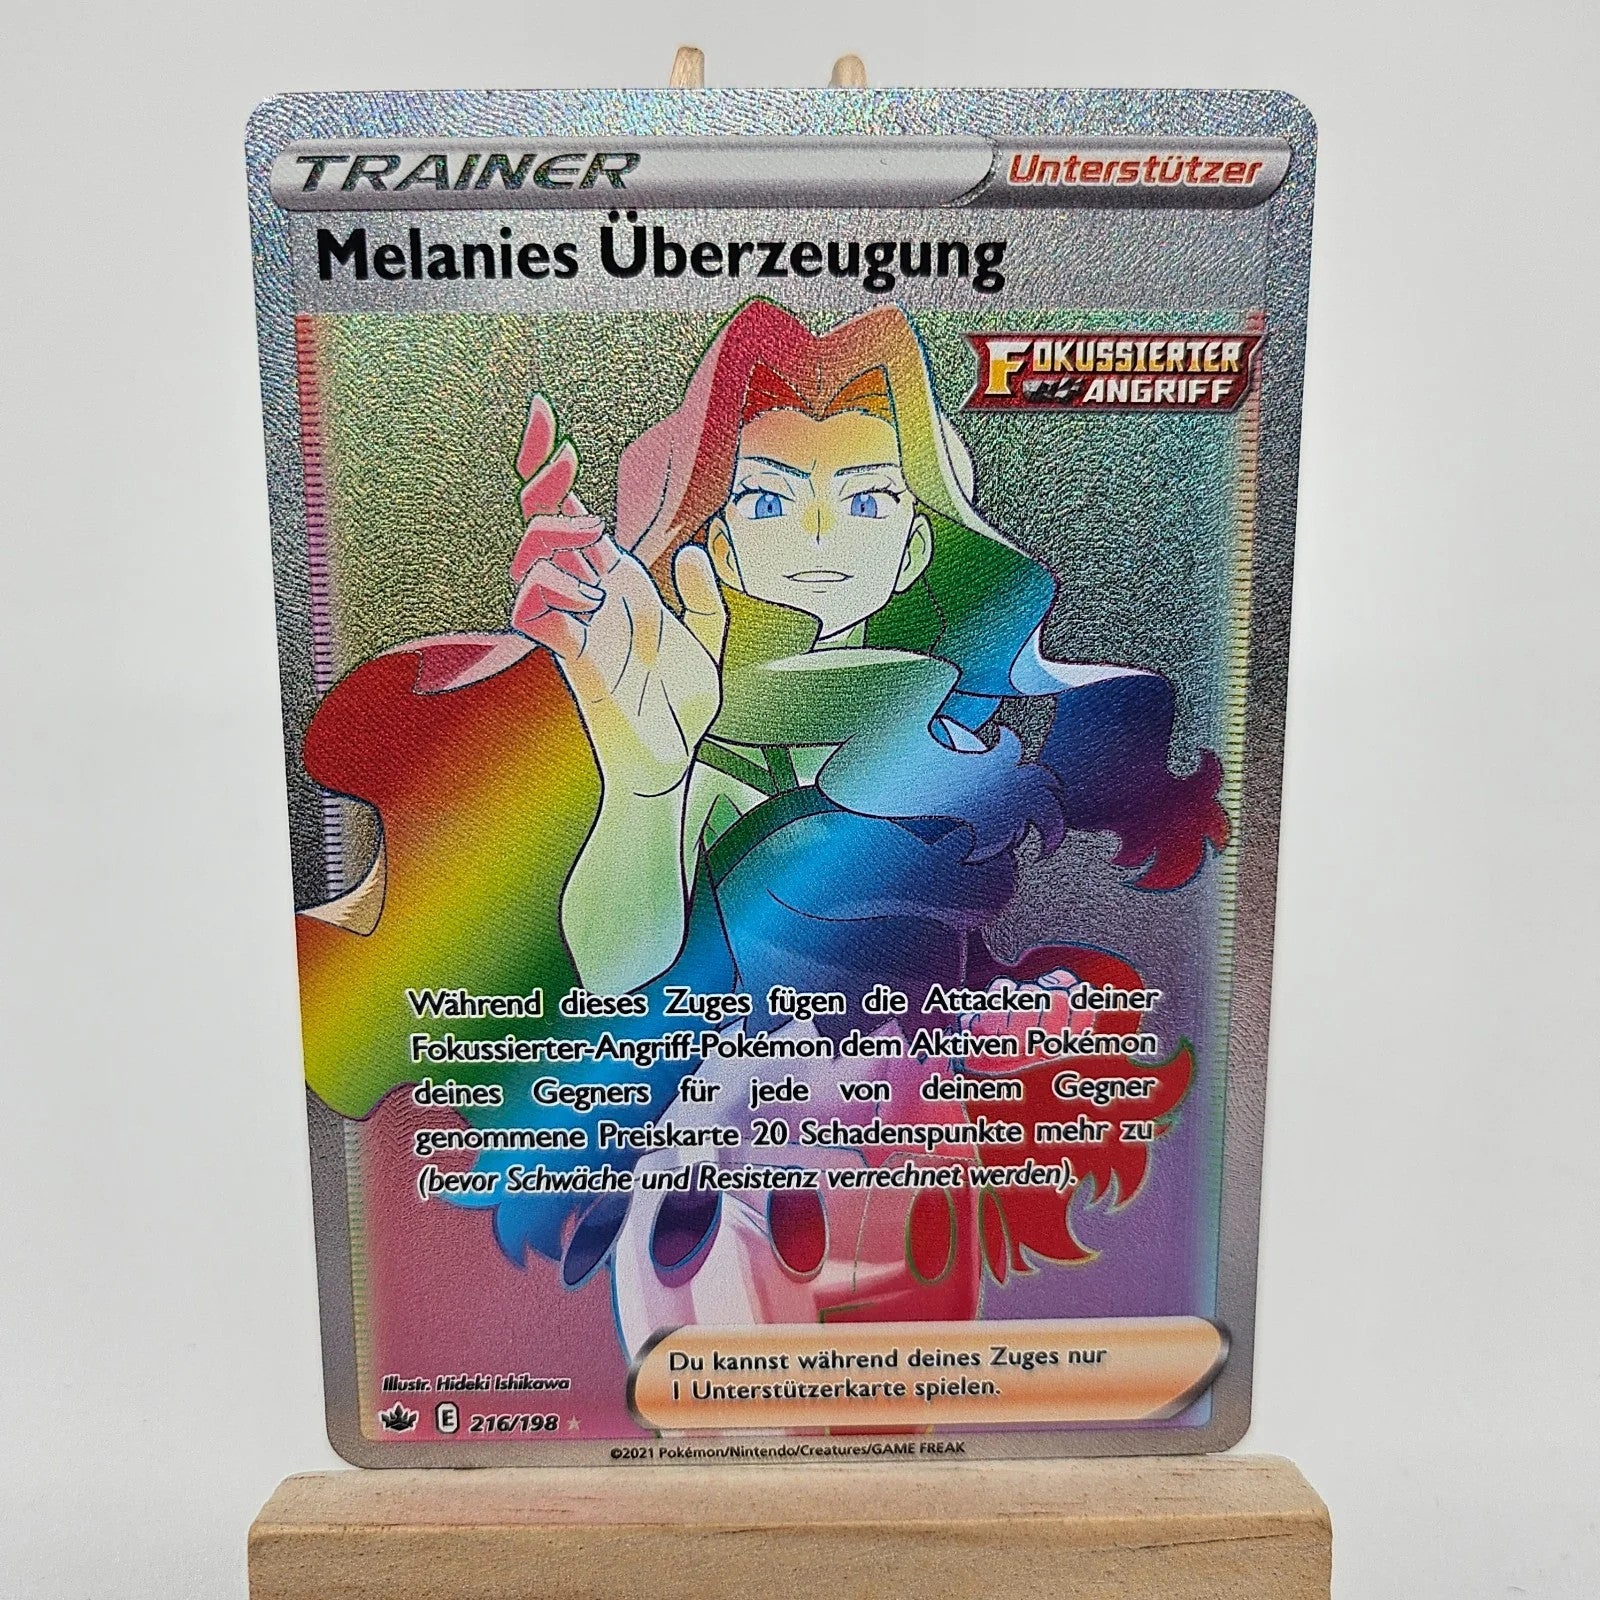 TRAINER Unterstützer
Melanies Überzeugung
FOKUSSIERTER
ANGRIFF
Während dieses Zuges fügen die Attacken deiner
Fokussierter-Angriff-Pokémon dem Aktiven Pokémon
deines Gegners für jede von deinem Gegner
genommene Preiskarte 20 Schadenspunkte mehr zu
(bevor Schwäche und Resistenz verrechnet werden).
Du kannst während deines Zuges nur
1 Unterstützerkarte spielen.
Illustr. Hideki Ishikawa
E 216/198
©2021 Pokémon/Nintendo/Creatures/GAME FREAK